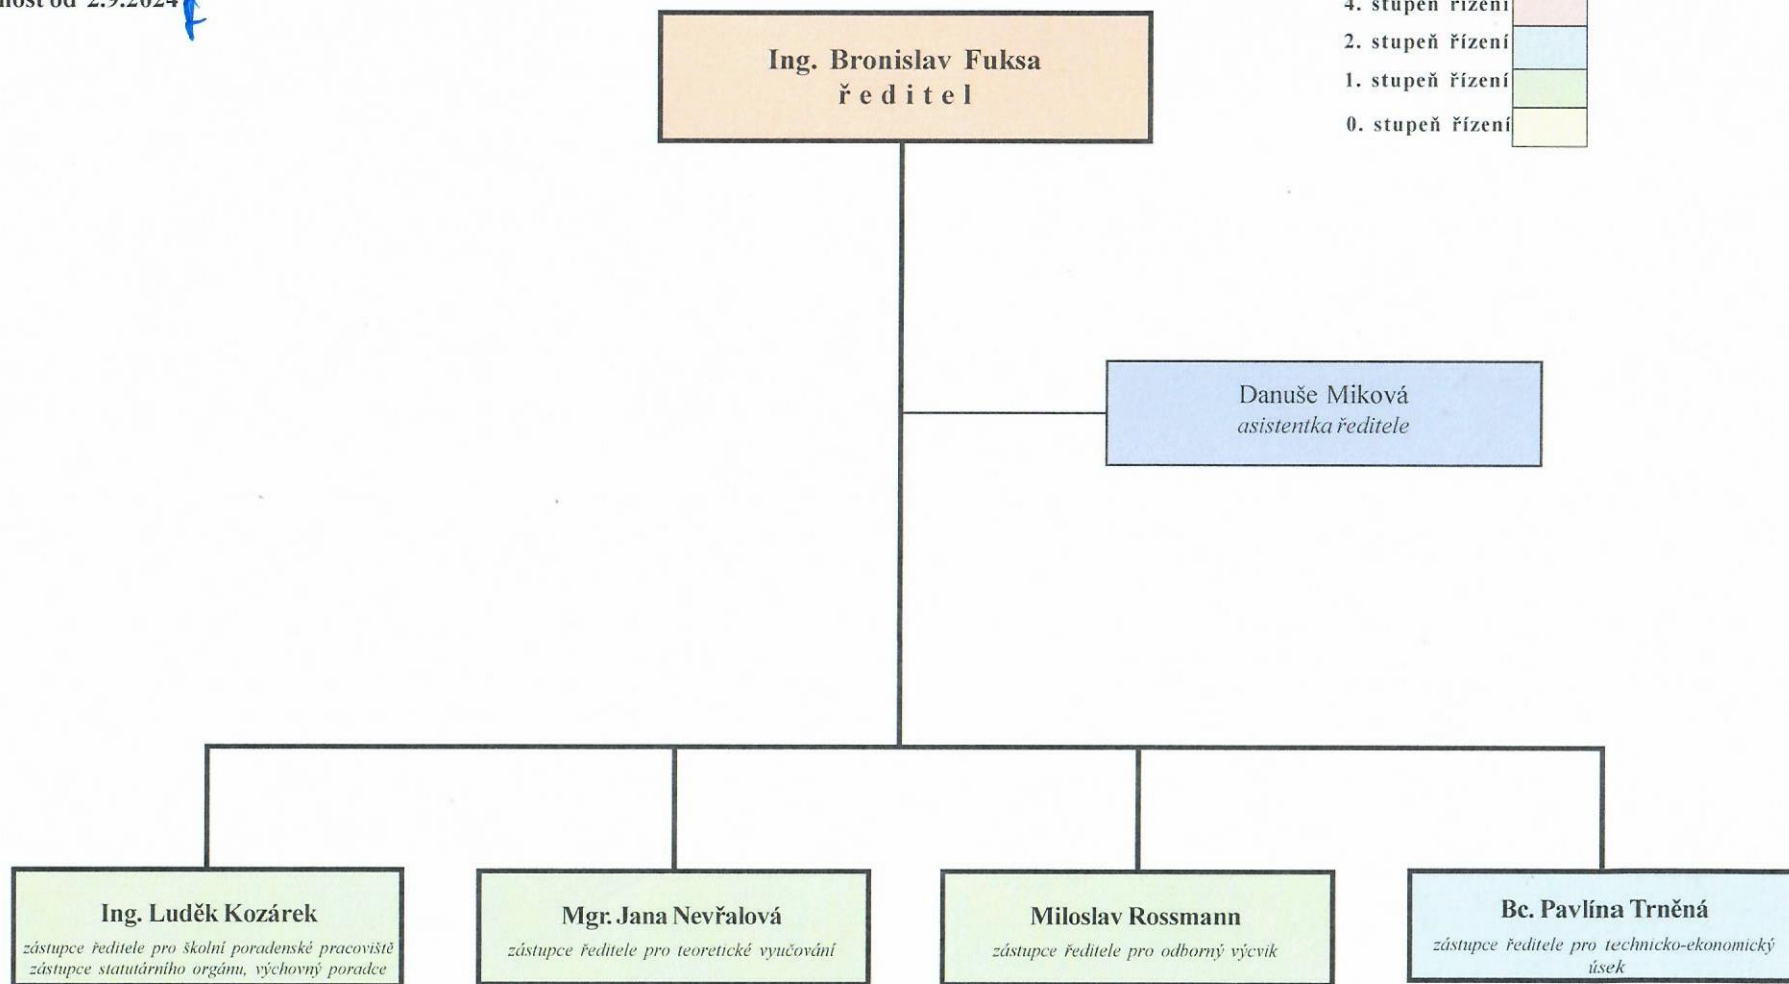 od 2.9.2024
4. stupeň řízení
2. stupeň řízení
1. stupeň řízení
0. stupeň řízení
Ing. Bronislav Fuksa
ředitel
Danuše Miková
asistentka ředitele
Ing. Luděk Kozárek
zástupce ředitele pro školní poradenské pracoviště
zástupce statutárního orgánu, výchovný poradce
Mgr. Jana Nevřalová
zástupce ředitele pro teoretické vyučování
Miloslav Rossmann
zástupce ředitele pro odborný výcvik
Bc. Pavlína Trněná
zástupce ředitele pro technicko-ekonomický
úsek